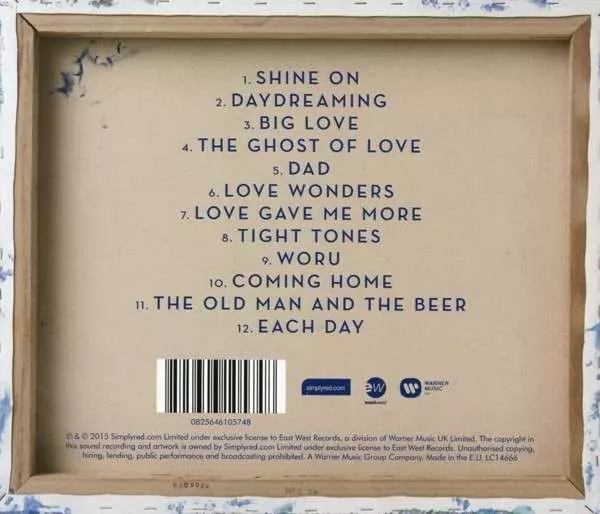 1. SHINE ON
2. DAYDREAMING
3. BIG LOVE
4. THE GHOST OF LOVE
5. DAD
6. LOVE WONDERS
7. LOVE GAVE ME MORE
8. TIGHT TONES
9. WORU
10. COMING HOME
11. THE OLD MAN AND THE BEER
12. EACH DAY
0825646105748
simplyred.com
ew
eastwest
WARNER
MUSIC
℗ & © 2015 Simplyred.com Limited under exclusive license to East West Records, a division of Warner Music UK Limited. The copyright in
this sound recording and artwork is owned by Simplyred.com Limited under exclusive license to East West Records. Unauthorised copying,
hiring, lending, public performance and broadcasting prohibited. A Warner Music Group Company. Made in the E.U. LC14666